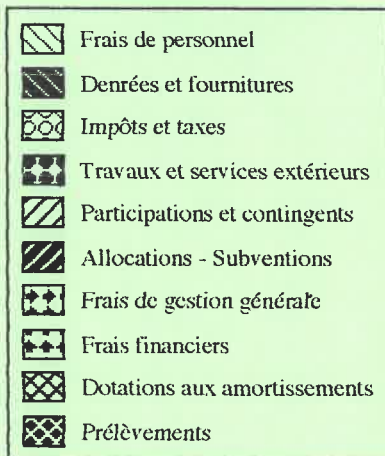 Frais de personnel
Denrées et fournitures
Impôts et taxes
Travaux et services extérieurs
Participations et contingents
Allocations - Subventions
Frais de gestion générale
Frais financiers
Dotations aux amortissements
Prélèvements